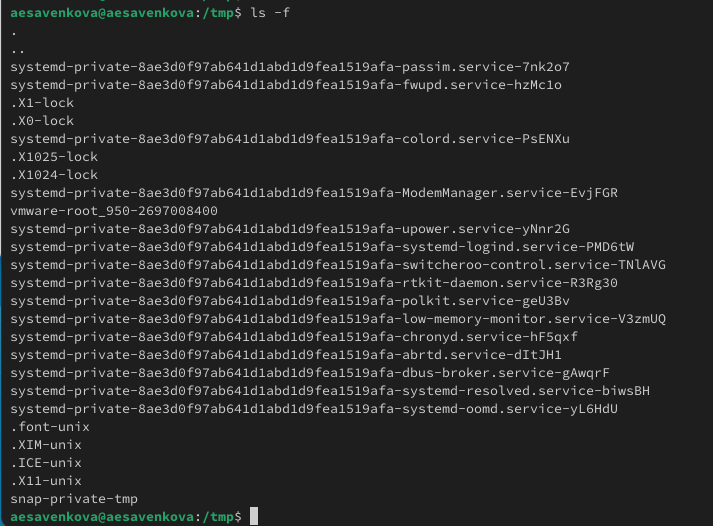 aesavenkova@aesavenkova:/tmp$ ls -f
.
..
systemd-private-8ae3d0f97ab641d1abd1d9fea1519afa-passim.service-7nk2o7
systemd-private-8ae3d0f97ab641d1abd1d9fea1519afa-fwupd.service-hzMc1o
.X1-lock
.X0-lock
systemd-private-8ae3d0f97ab641d1abd1d9fea1519afa-colord.service-PsENXu
.X1025-lock
.X1024-lock
systemd-private-8ae3d0f97ab641d1abd1d9fea1519afa-ModemManager.service-EvjFGR
vmware-root_950-2697008400
systemd-private-8ae3d0f97ab641d1abd1d9fea1519afa-upower.service-yNnr2G
systemd-private-8ae3d0f97ab641d1abd1d9fea1519afa-systemd-logind.service-PMD6tW
systemd-private-8ae3d0f97ab641d1abd1d9fea1519afa-switcheroo-control.service-TNlAVG
systemd-private-8ae3d0f97ab641d1abd1d9fea1519afa-rtkit-daemon.service-R3Rg30
systemd-private-8ae3d0f97ab641d1abd1d9fea1519afa-polkit.service-geU3Bv
systemd-private-8ae3d0f97ab641d1abd1d9fea1519afa-low-memory-monitor.service-V3zmUQ
systemd-private-8ae3d0f97ab641d1abd1d9fea1519afa-chronyd.service-hF5qxf
systemd-private-8ae3d0f97ab641d1abd1d9fea1519afa-abrtd.service-dItJH1
systemd-private-8ae3d0f97ab641d1abd1d9fea1519afa-dbus-broker.service-gAwqrF
systemd-private-8ae3d0f97ab641d1abd1d9fea1519afa-systemd-resolved.service-biwsBH
systemd-private-8ae3d0f97ab641d1abd1d9fea1519afa-systemd-oomd.service-yL6HdU
.font-unix
.XIM-unix
.ICE-unix
.X11-unix
snap-private-tmp
aesavenkova@aesavenkova:/tmp$